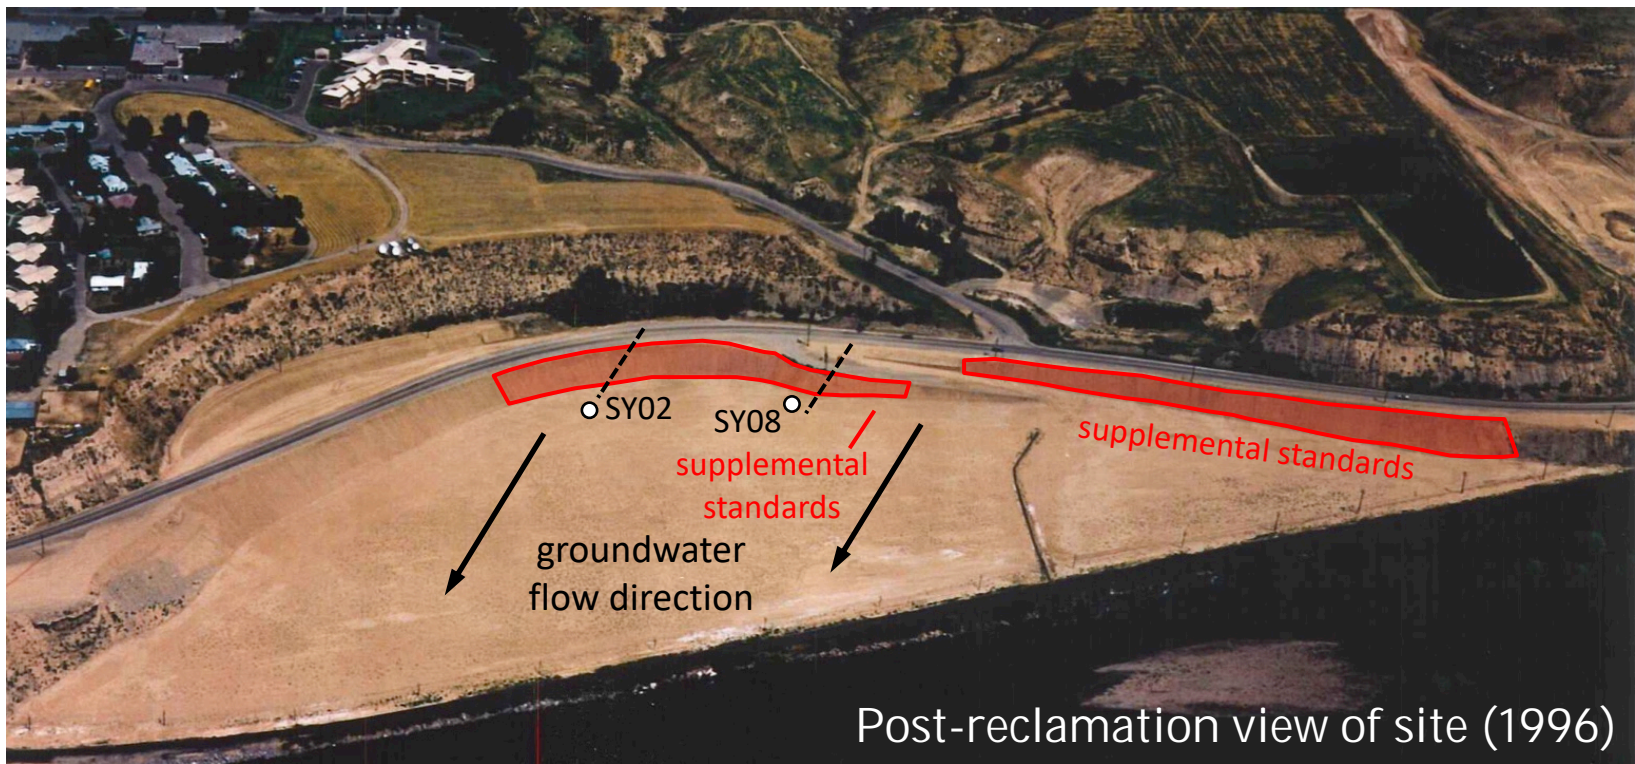 SY02
SY08
supplemental
standards
supplemental standards
groundwater
flow direction
Post-reclamation view of site (1996)